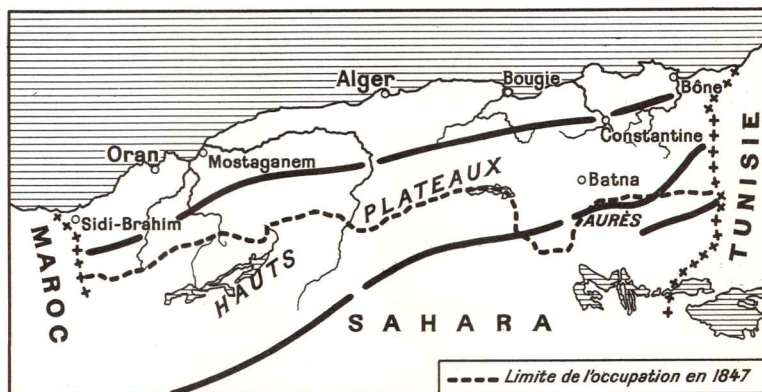 Alger
Bougie
Bône
Constantine
Oran
Mostaganem
Batna
PLATEAUX
Sidi-Brahim
AURÈS
TUNISIE
MAROC
HAUTS
SAHARA
Limite de l'occupation en 1847